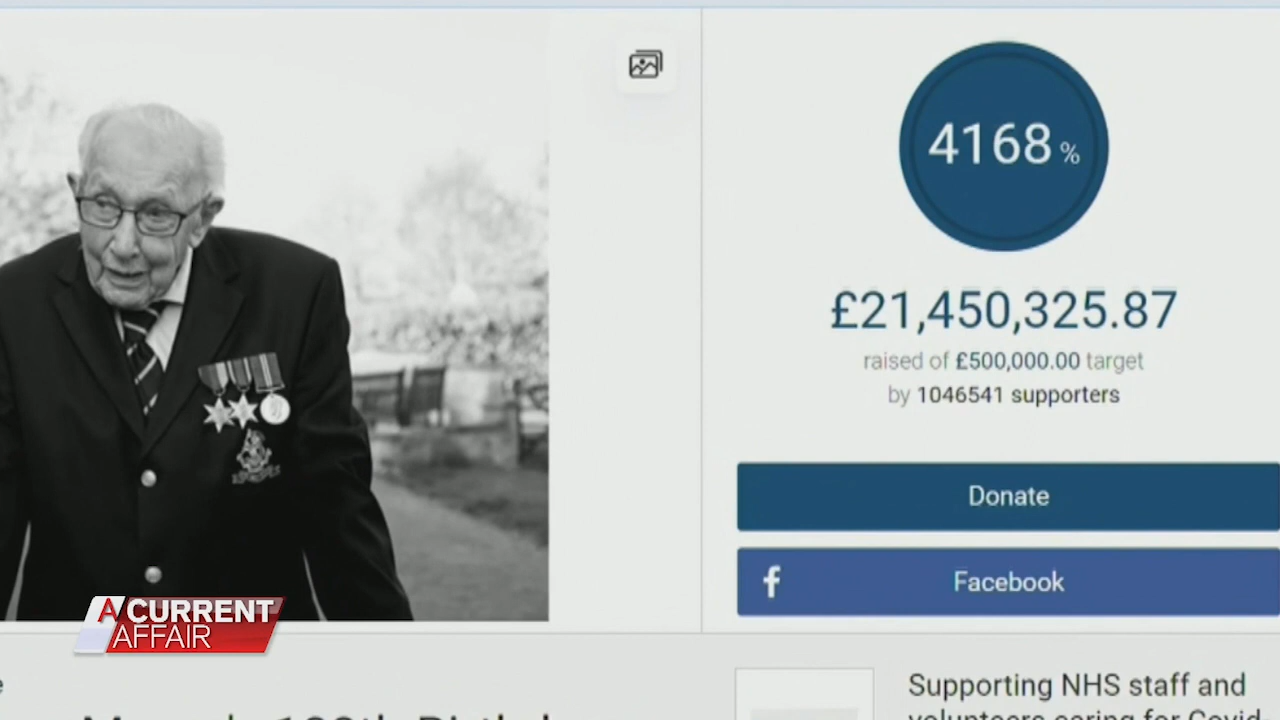 4168 %
£21,450,325.87
raised of £500,000.00 target
by 1046541 supporters
Donate
f Facebook
A CURRENT
AFFAIR
Supporting NHS staff and